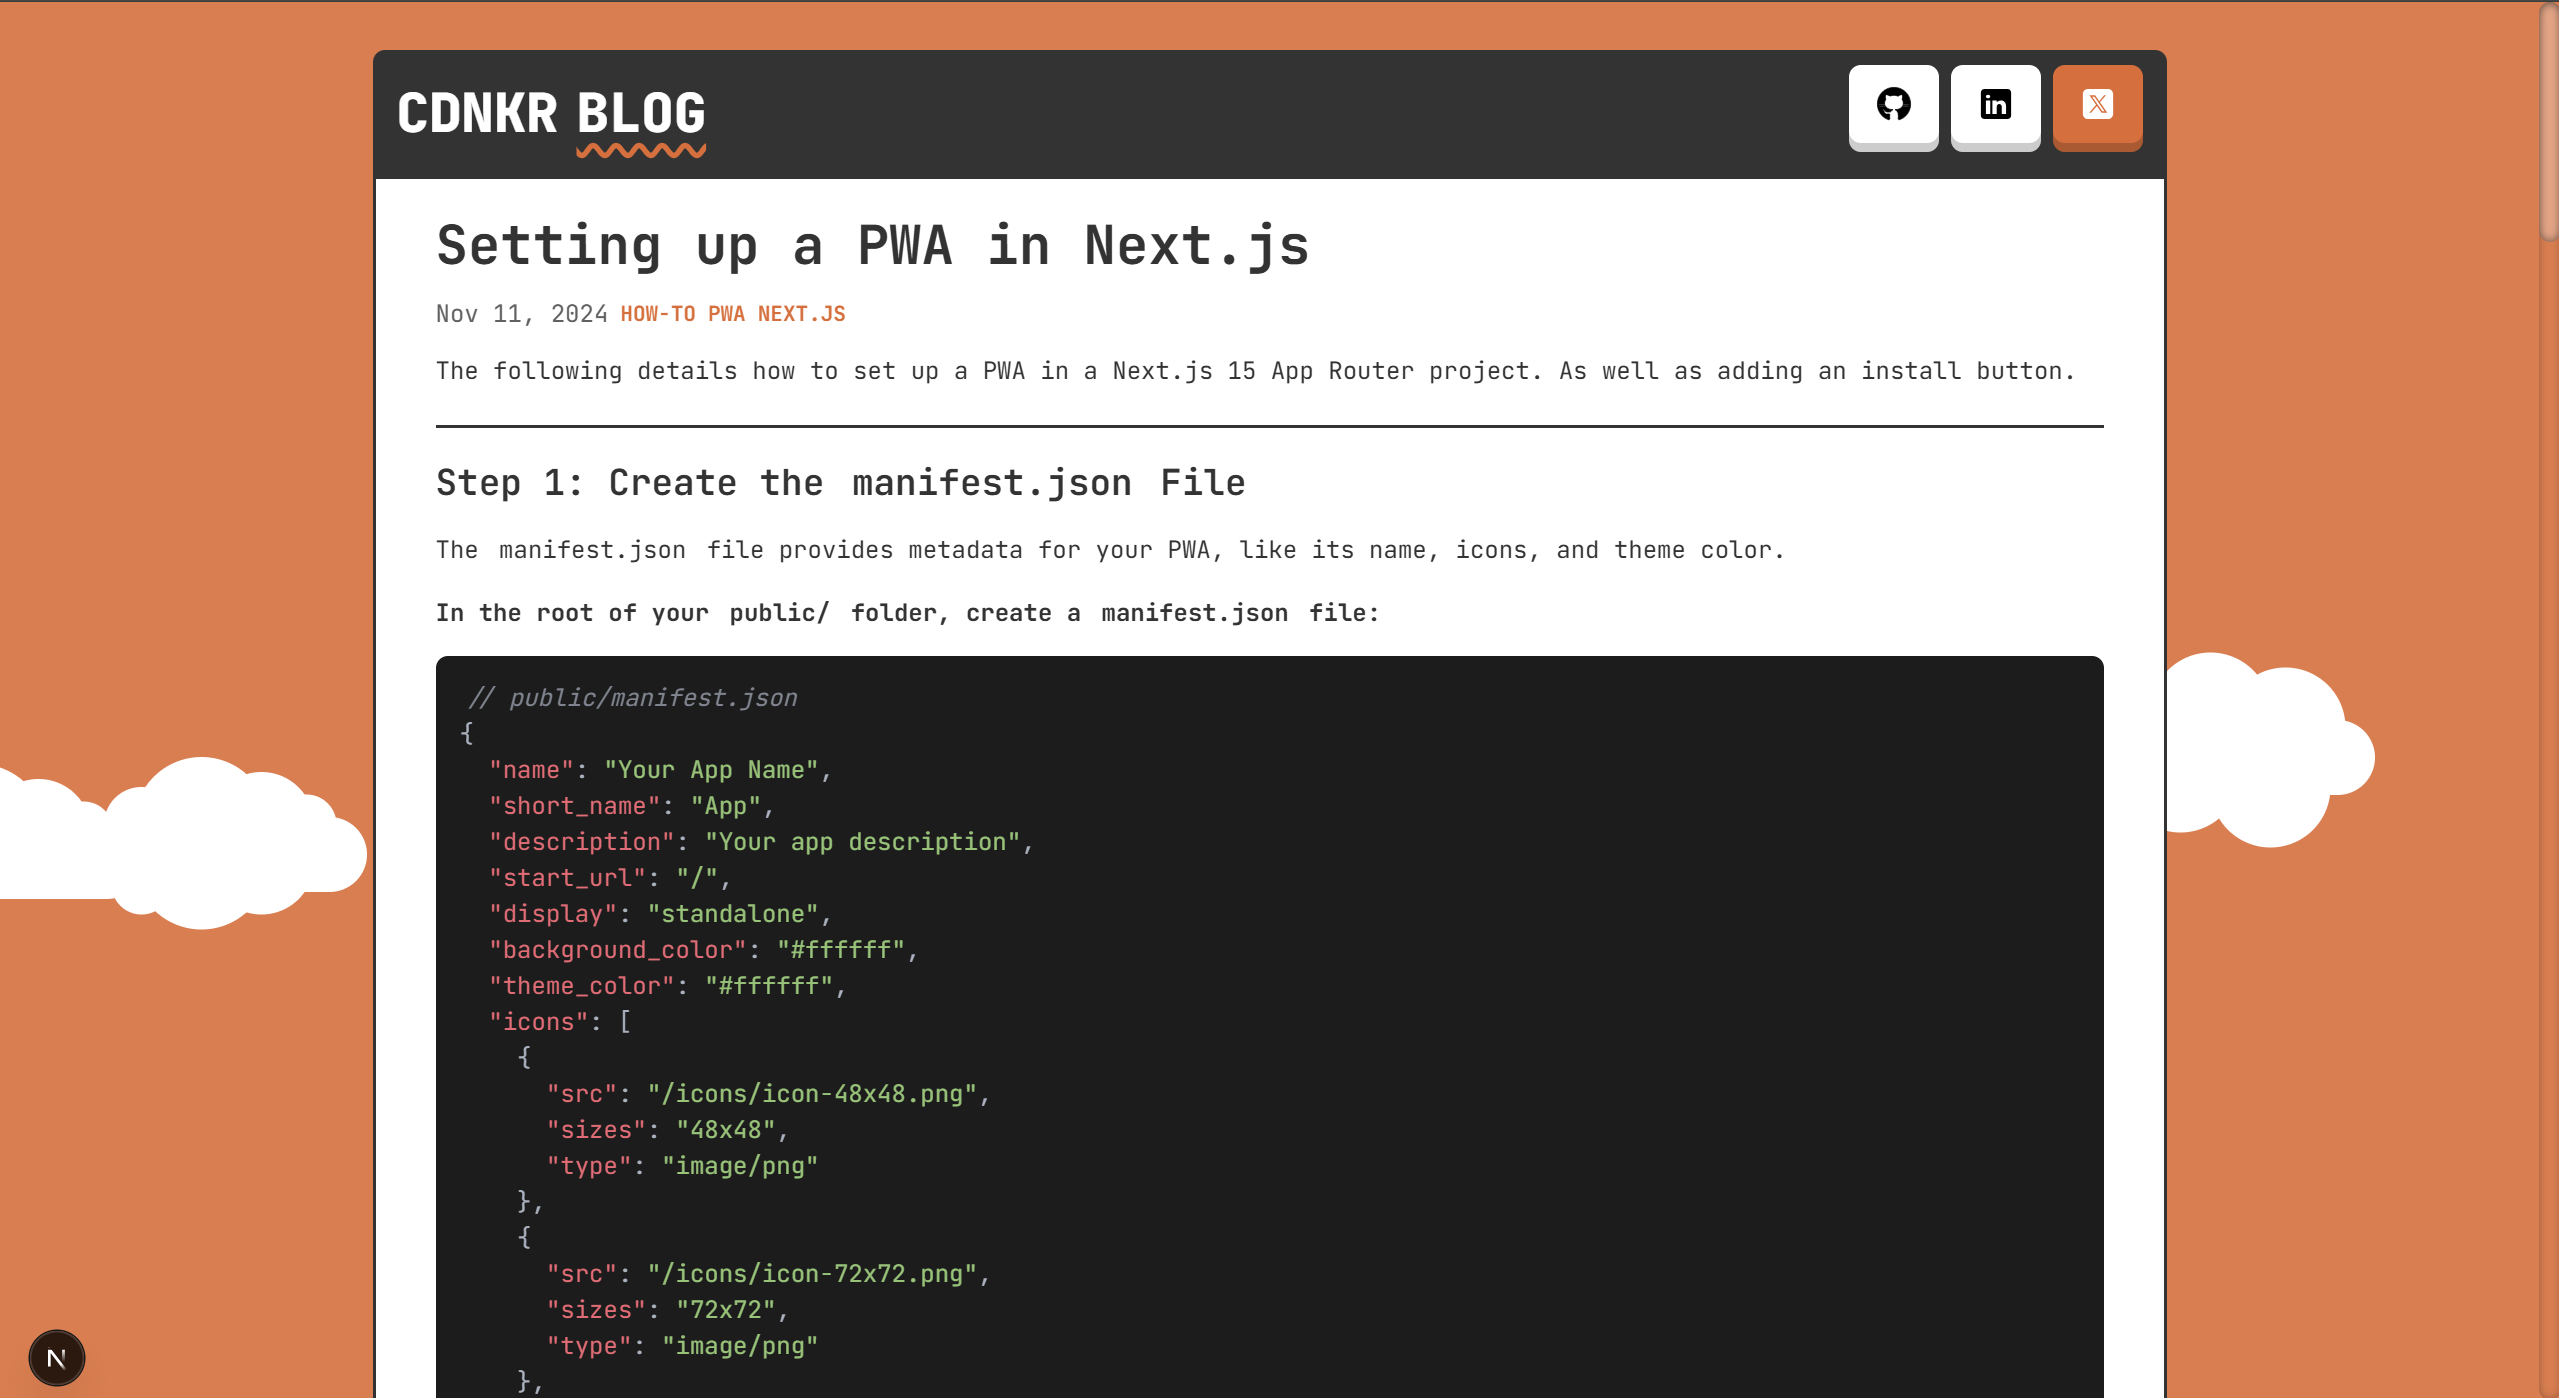 CDNKR BLOG
Setting up a PWA in Next.js
Nov 11, 2024 HOW-TO PWA NEXT.JS
The following details how to set up a PWA in a Next.js 15 App Router project. As well as adding an install button.
Step 1: Create the manifest.json File
The manifest.json file provides metadata for your PWA, like its name, icons, and theme color.
In the root of your public/ folder, create a manifest.json file:
// public/manifest.json
{
"name": "Your App Name",
"short_name": "App",
"description": "Your app description",
"start_url": "/",
"display": "standalone",
"background_color": "#ffffff",
"theme_color": "#ffffff",
"icons": [
{
"src": "/icons/icon-48x48.png",
"sizes": "48x48",
"type": "image/png"
},
{
"src": "/icons/icon-72x72.png",
"sizes": "72x72",
"type": "image/png"
},
N